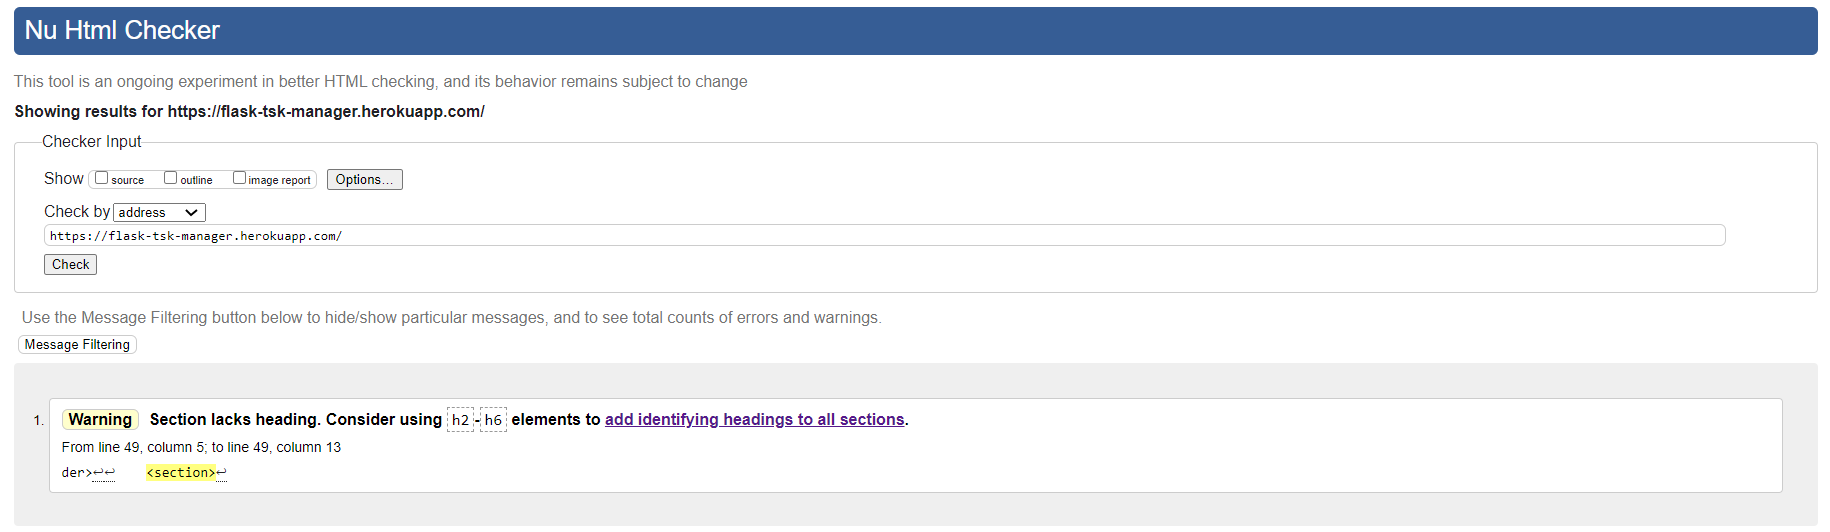 Nu Html Checker
This tool is an ongoing experiment in better HTML checking, and its behavior remains subject to change
Showing results for https://flask-tsk-manager.herokuapp.com/
Checker Input
Show source outline image report Options...
Check by address
https://flask-tsk-manager.herokuapp.com/
Check
Use the Message Filtering button below to hide/show particular messages, and to see total counts of errors and warnings.
Message Filtering
1. Warning Section lacks heading. Consider using h2-h6 elements to add identifying headings to all sections.
From line 49, column 5; to line 49, column 13
der>↩↩ <section>↩